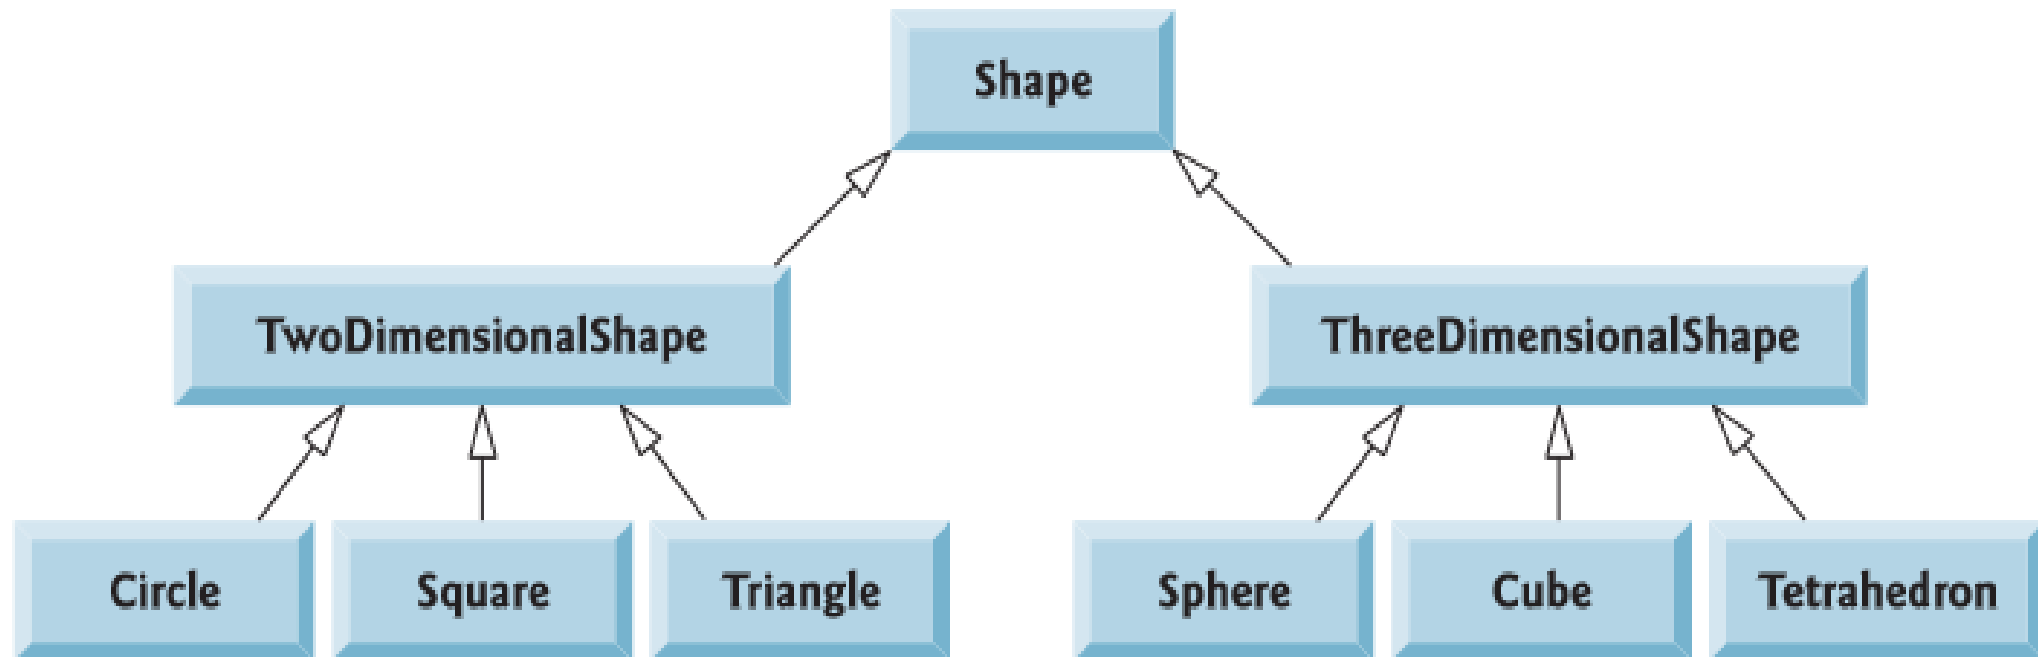 Shape
TwoDimensionalShape
ThreeDimensionalShape
Circle
Square
Triangle
Sphere
Cube
Tetrahedron